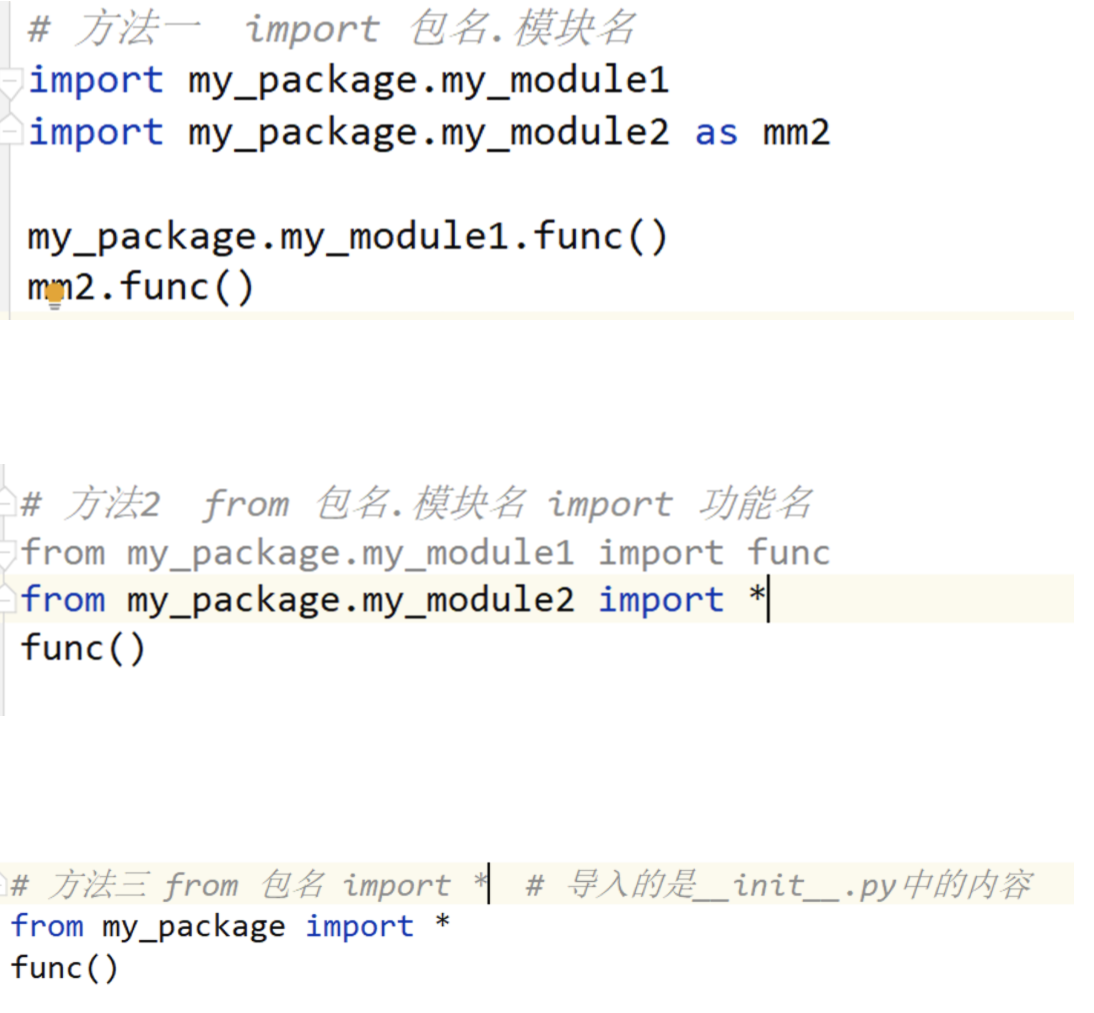 # 方法一  import 包名.模块名
import my_package.my_module1
import my_package.my_module2 as mm2
my_package.my_module1.func()
mm2.func()
# 方法2  from 包名.模块名 import 功能名
from my_package.my_module1 import func
from my_package.my_module2 import *
func()
# 方法三 from 包名 import *  # 导入的是__init__.py中的内容
from my_package import *
func()